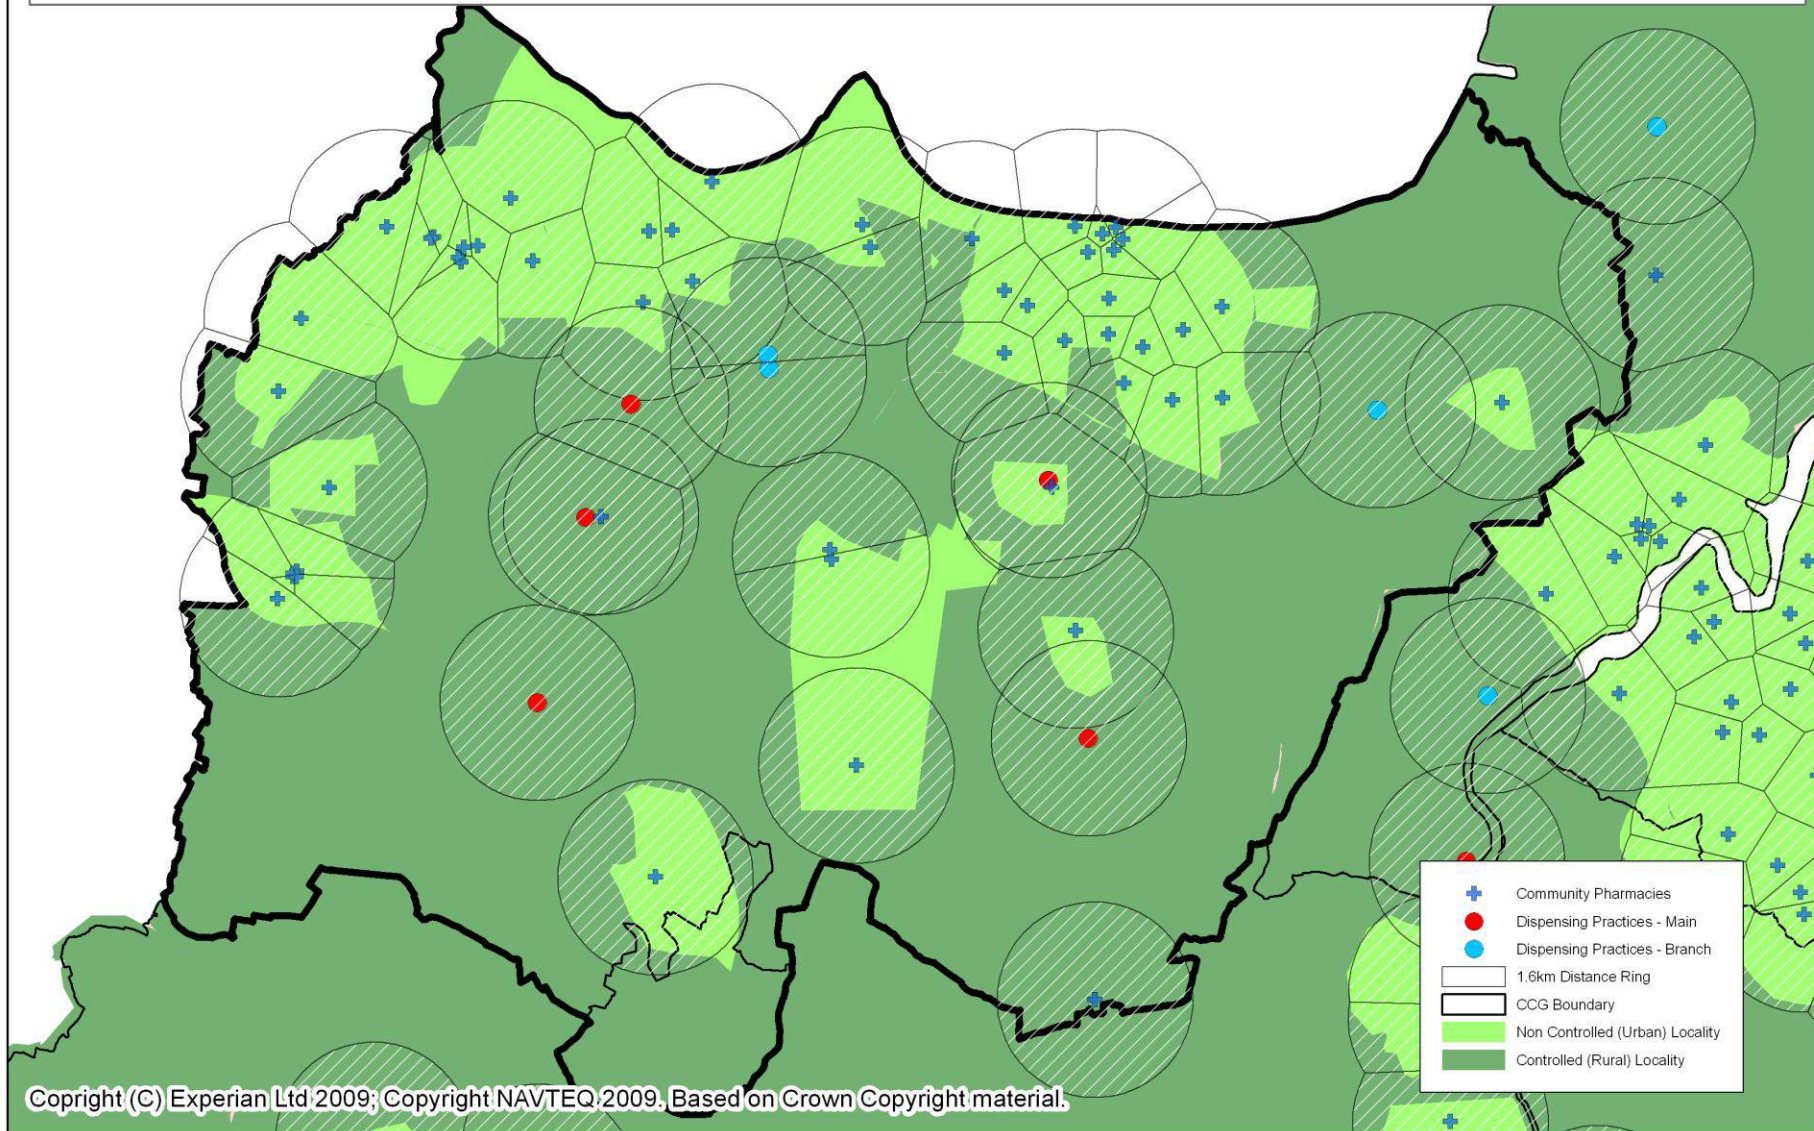 Community Pharmacies
Dispensing Practices - Main
Dispensing Practices - Branch
1.6km Distance Ring
CCG Boundary
Non Controlled (Urban) Locality
Controlled (Rural) Locality
Copright (C) Experian Ltd 2009; Copyright NAVTEQ 2009. Based on Crown Copyright material.